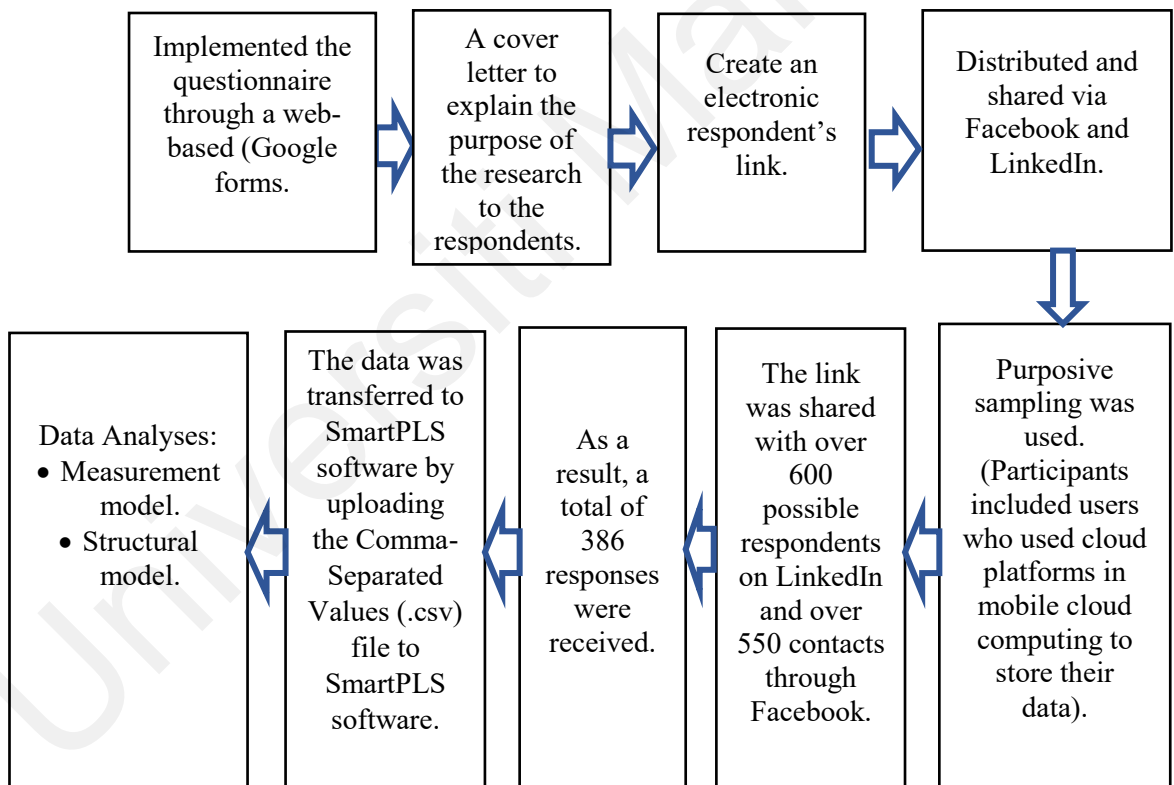 Implemented the
questionnaire
through a web-
based (Google
forms.
A cover
letter to
explain the
purpose of
the research
to the
respondents.
Create an
electronic
respondent’s
link.
Distributed and
shared via
Facebook and
LinkedIn.
Purposive
sampling was
used.
(Participants
included users
who used cloud
platforms in
mobile cloud
computing to
store their
data).
The link
was shared
with over
600
possible
respondents
on LinkedIn
and over
550 contacts
through
Facebook.
As a
result, a
total of
386
responses
were
received.
The data was
transferred to
SmartPLS
software by
uploading
the Comma-
Separated
Values (.csv)
file to
SmartPLS
software.
Data Analyses:
• Measurement
model.
• Structural
model.
Universiti